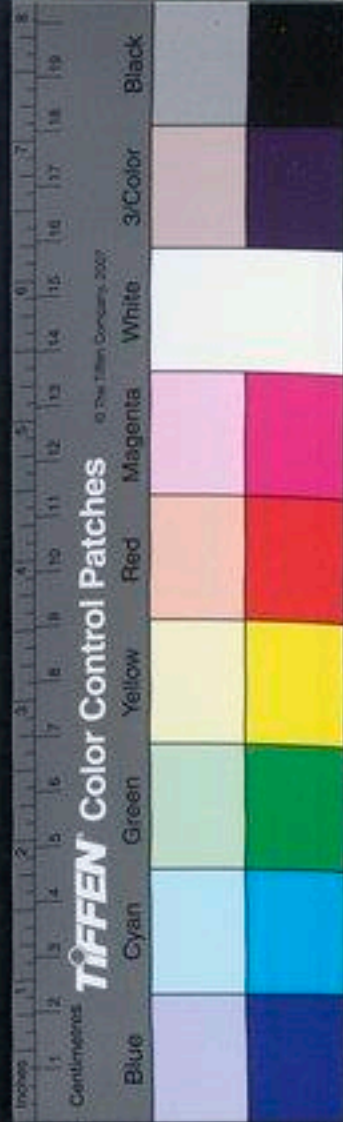 Inches 1 2 3 4 5 6 7 8
Centimetres 1 2 3 4 5 6 7 8 9 10 11 12 13 14 15 16 17 18 19
TIFFEN® Color Control Patches © The Tiffen Company, 2007
Blue Cyan Green Yellow Red Magenta White 3/Color Black